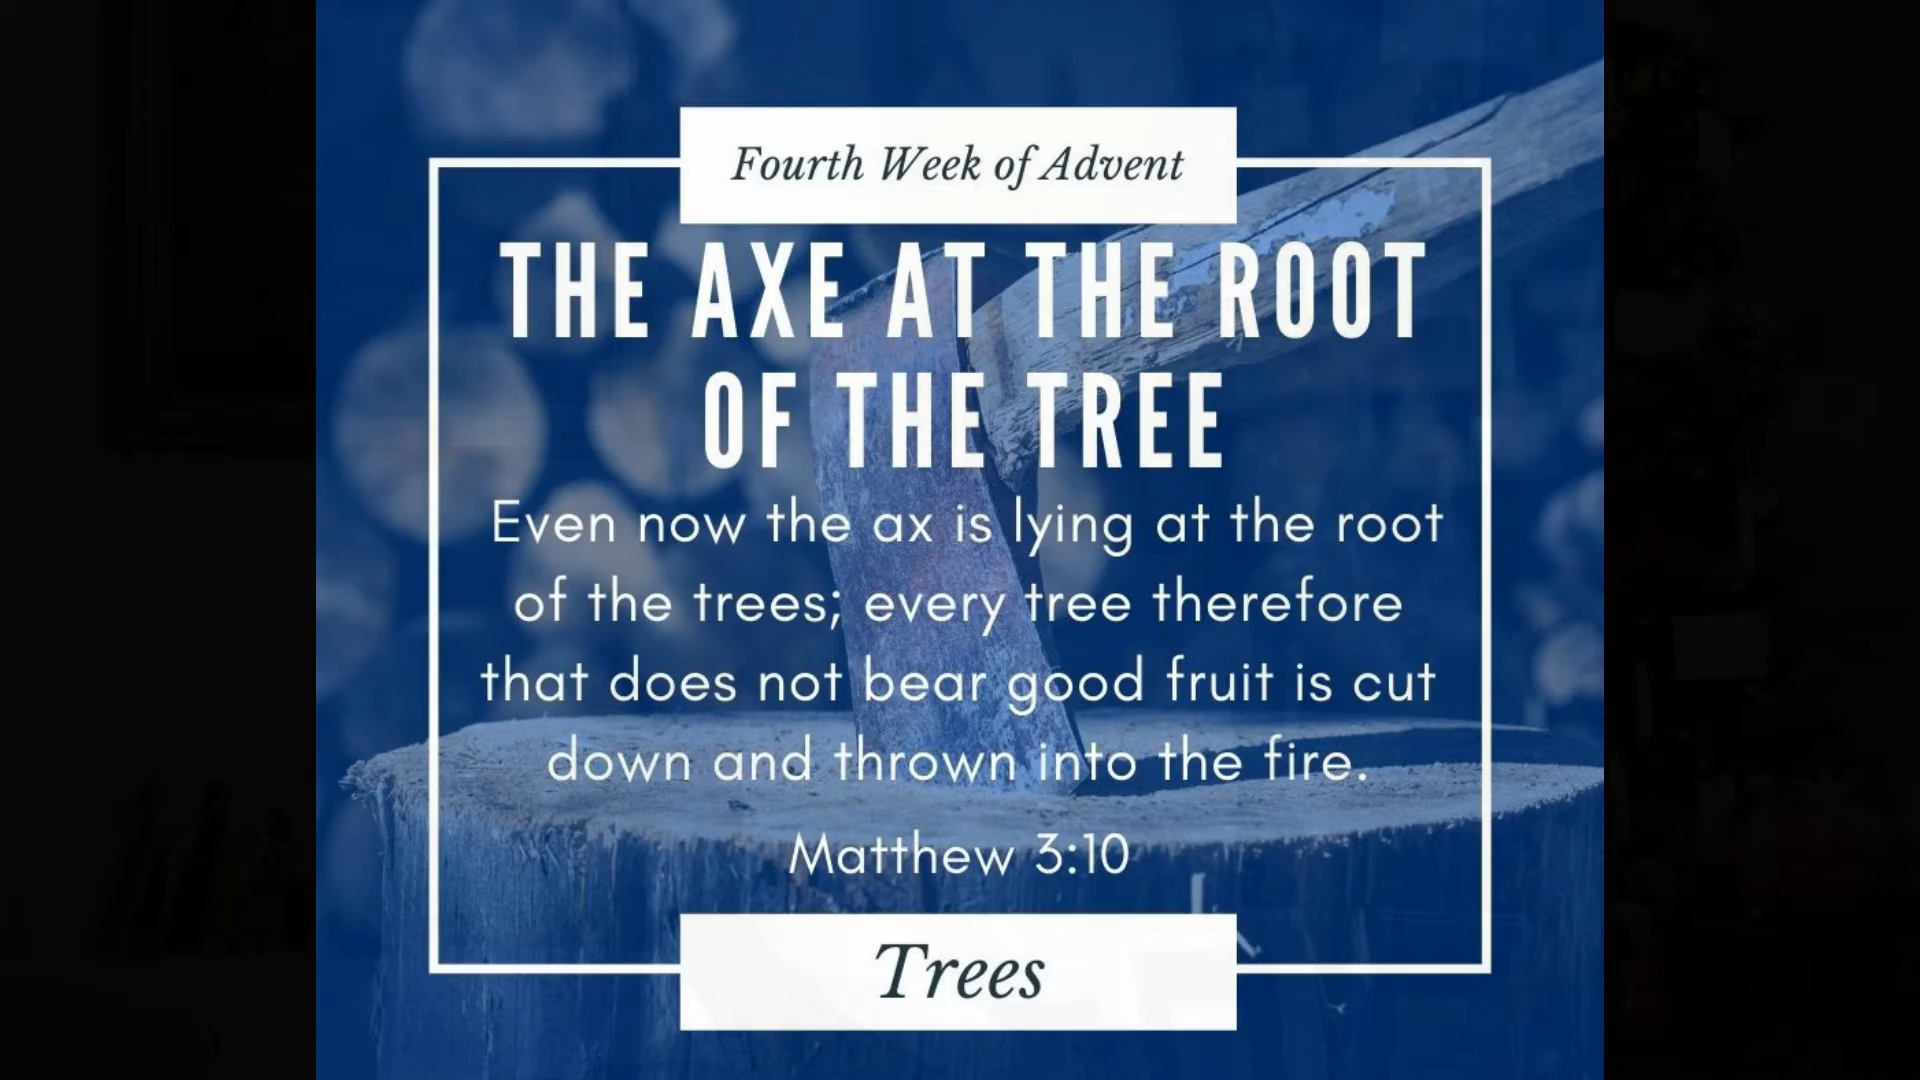 Fourth Week of Advent
THE AXE AT THE ROOT
OF THE TREE
Even now the ax is lying at the root
of the trees; every tree therefore
that does not bear good fruit is cut
down and thrown into the fire.
Matthew 3:10
Trees